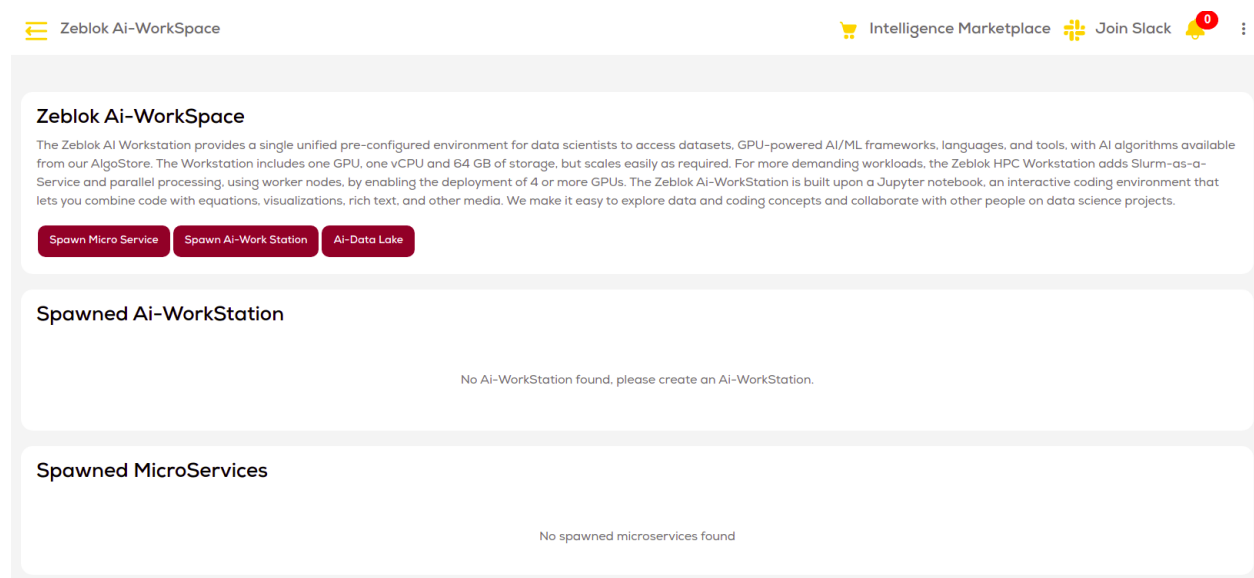 Zeblok Ai-WorkSpace
Intelligence Marketplace
Join Slack
0
Zeblok Ai-WorkSpace
The Zeblok AI Workstation provides a single unified pre-configured environment for data scientists to access datasets, GPU-powered AI/ML frameworks, languages, and tools, with AI algorithms available
from our AlgoStore. The Workstation includes one GPU, one vCPU and 64 GB of storage, but scales easily as required. For more demanding workloads, the Zeblok HPC Workstation adds Slurm-as-a-
Service and parallel processing, using worker nodes, by enabling the deployment of 4 or more GPUs. The Zeblok Ai-WorkStation is built upon a Jupyter notebook, an interactive coding environment that
lets you combine code with equations, visualizations, rich text, and other media. We make it easy to explore data and coding concepts and collaborate with other people on data science projects.
Spawn Micro Service
Spawn Ai-Work Station
Ai-Data Lake
Spawned Ai-WorkStation
No Ai-WorkStation found, please create an Ai-WorkStation.
Spawned MicroServices
No spawned microservices found